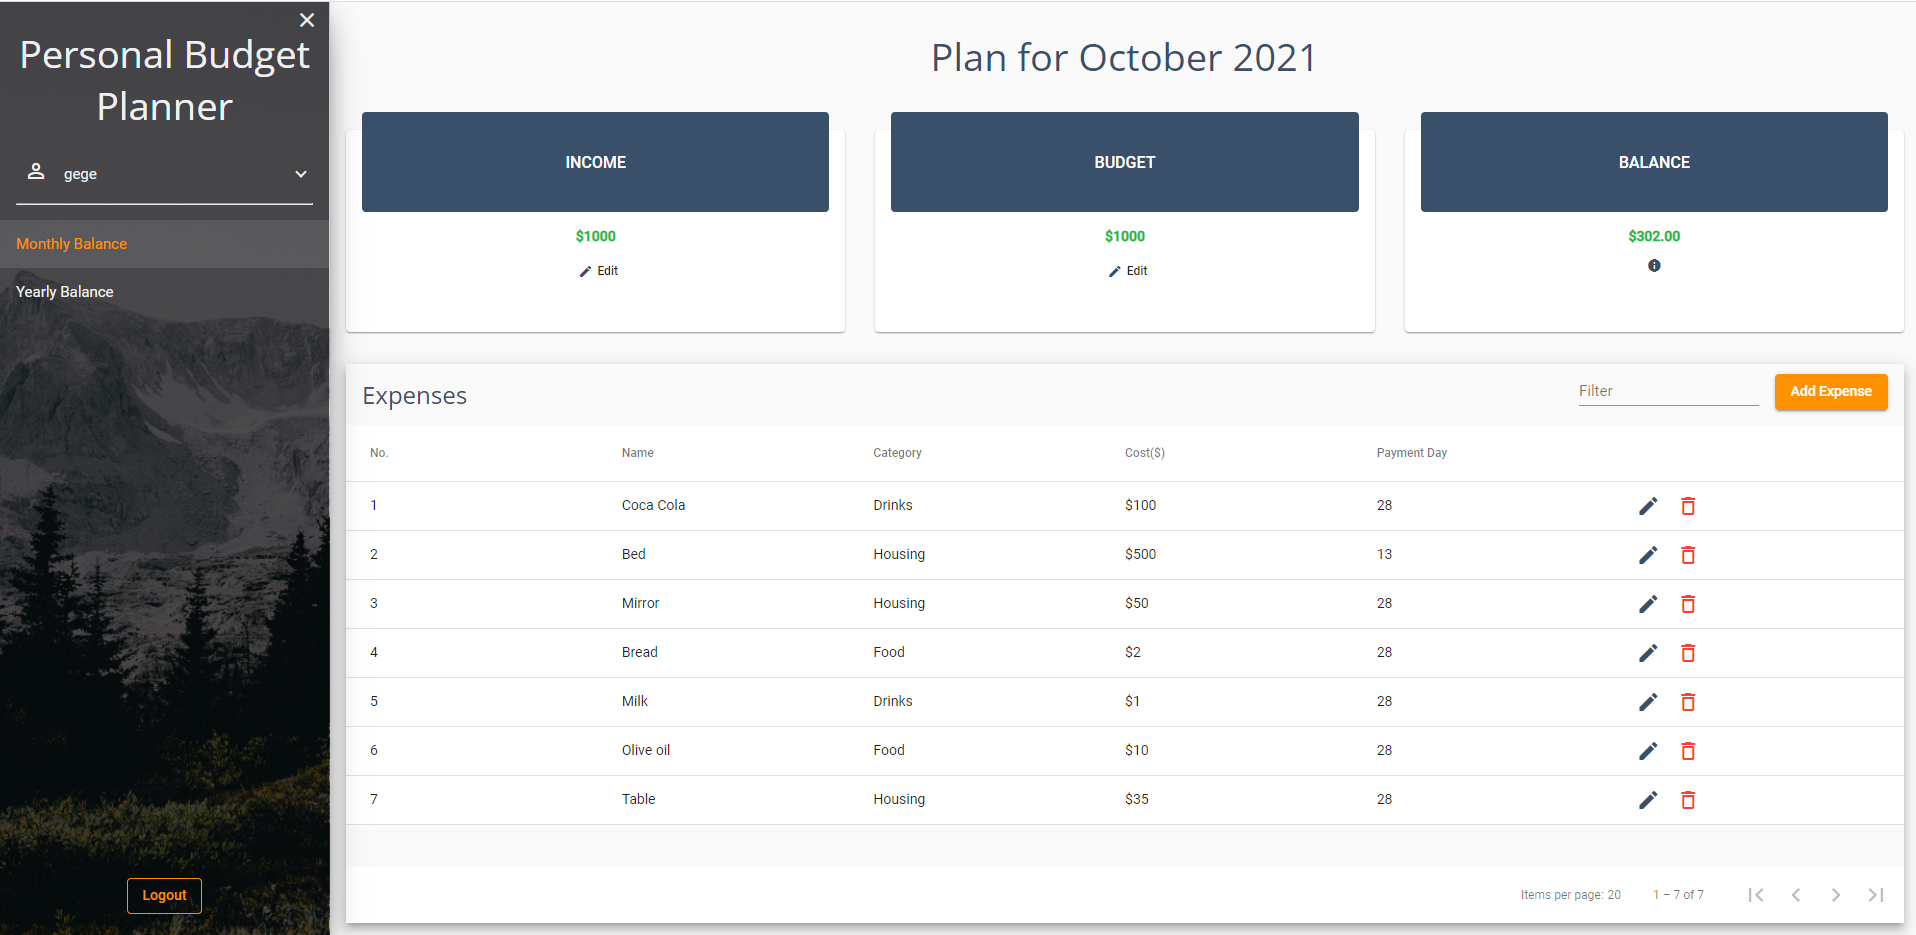 Personal Budget
Planner
gege
Monthly Balance
Yearly Balance
Logout
Plan for October 2021
INCOME
$1000
Edit
BUDGET
$1000
Edit
BALANCE
$302.00
Expenses
Filter
Add Expense
No. Name Category Cost($) Payment Day
1 Coca Cola Drinks $100 28
2 Bed Housing $500 13
3 Mirror Housing $50 28
4 Bread Food $2 28
5 Milk Drinks $1 28
6 Olive oil Food $10 28
7 Table Housing $35 28
Items per page: 20 1 – 7 of 7